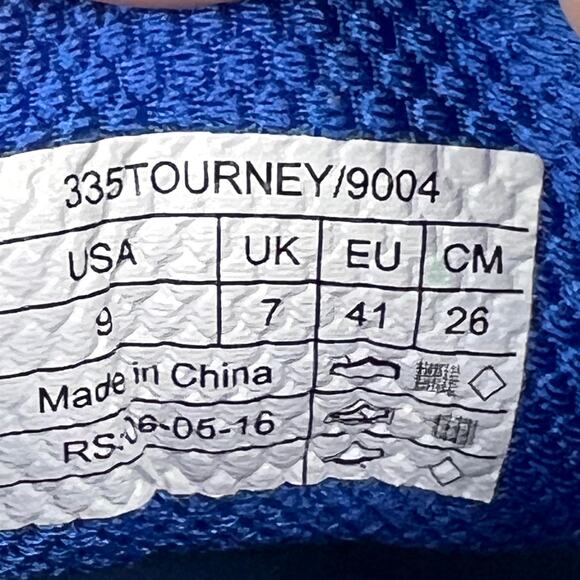 335TOURNEY/9004
USA UK EU CM
9 7 41 26
Made in China
RS:06-05-16